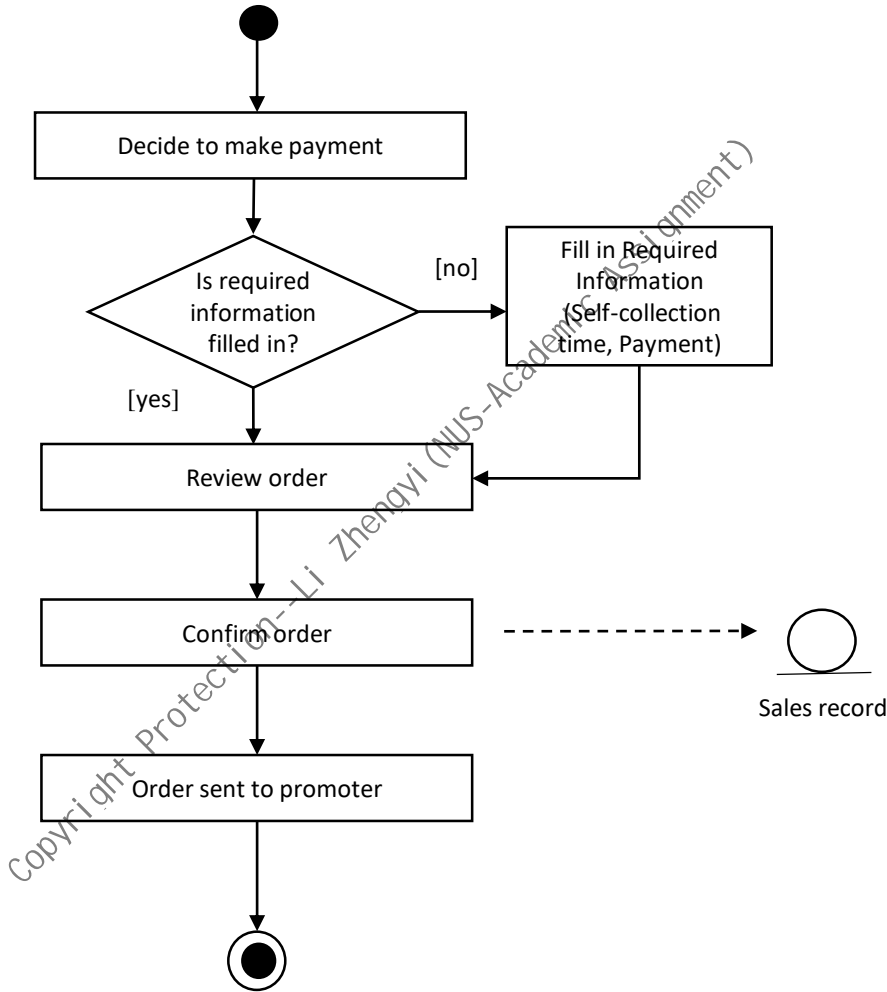 Decide to make payment
Is required
information
filled in?
[no]
Fill in Required
Information
(Self-collection
time, Payment)
[yes]
Review order
Confirm order
Sales record
Order sent to promoter
Copyright Protection--Li Zhengyi(NUS-Academic Assignment)